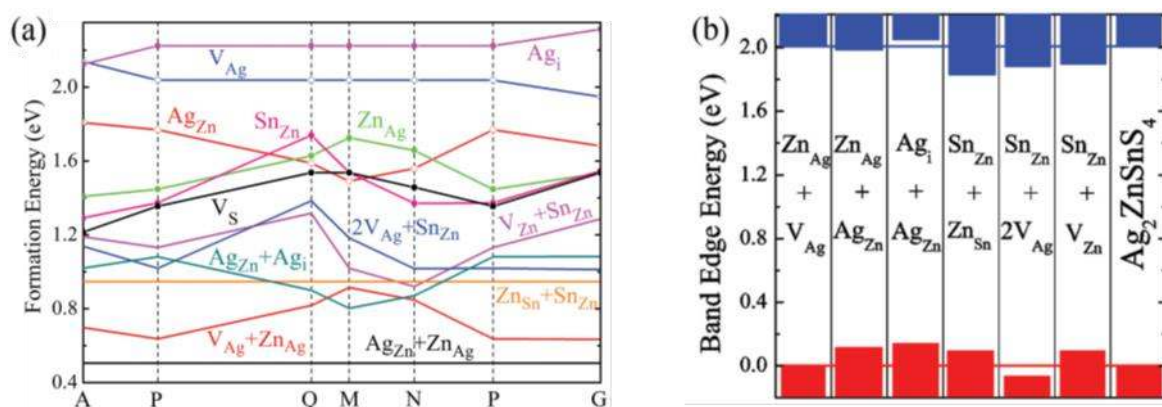 (a)
Formation Energy (eV)
2.0
1.6
1.2
0.8
0.4
V_Ag
Ag_i
Ag_Zn
Sn_Zn
Zn_Ag
V_S
V_Zn+Sn_Zn
2V_Ag+Sn_Zn
Ag_Zn+Ag_i
Zn_Sn+Sn_Zn
V_Ag+Zn_Ag
Ag_Zn+Zn_Ag
A P Q M N P G
(b)
Band Edge Energy (eV)
2.0
1.6
1.2
0.8
0.4
0.0
Zn_Ag + V_Ag
Zn_Ag + Ag_Zn
Ag_i + Ag_Zn
Sn_Zn + Zn_Sn
Sn_Zn + 2V_Ag
Sn_Zn + V_Zn
Ag₂ZnSnS₄